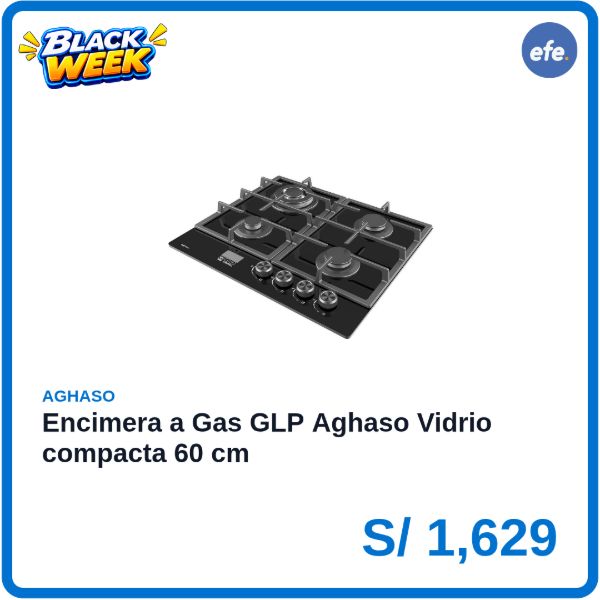 BLACK
WEEK
efe.
AGHASO
Encimera a Gas GLP Aghaso Vidrio
compacta 60 cm
S/ 1,629